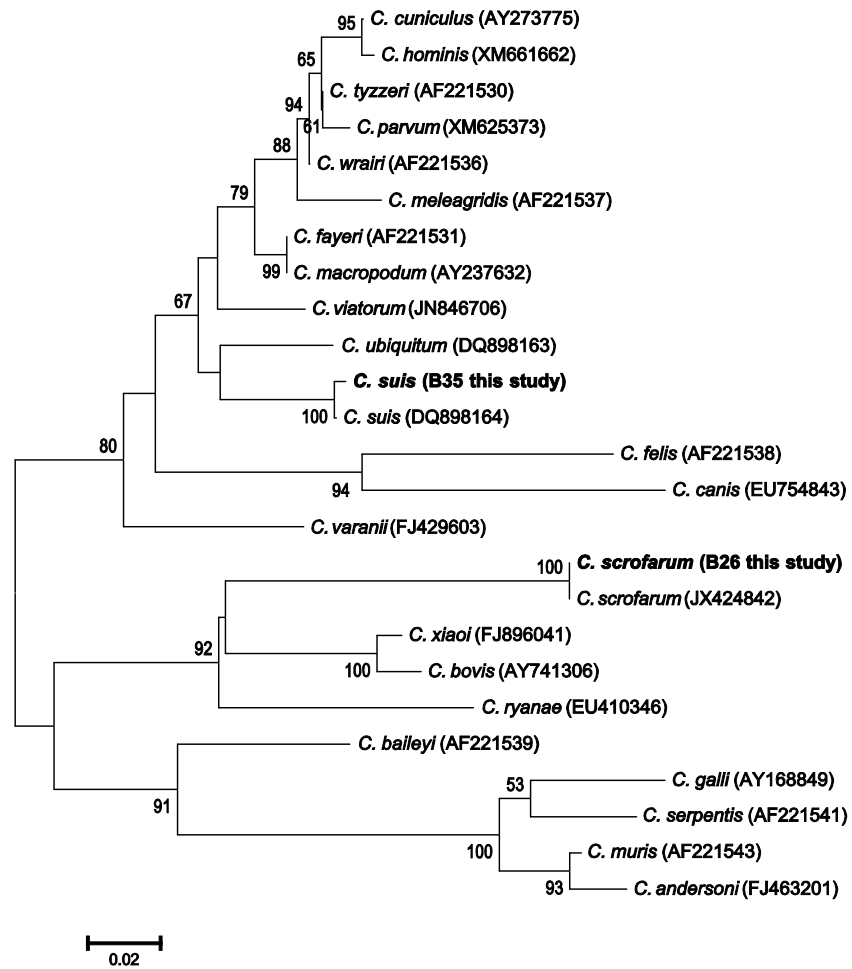 95
C. cuniculus (AY273775)
C. hominis (XM661662)
65
C. tyzzeri (AF221530)
94
61
C. parvum (XM625373)
88
C. wrairi (AF221536)
79
C. meleagridis (AF221537)
C. fayeri (AF221531)
99
C. macropodum (AY237632)
67
C. viatorum (JN846706)
C. ubiquitum (DQ898163)
C. suis (B35 this study)
100
C. suis (DQ898164)
80
C. felis (AF221538)
94
C. canis (EU754843)
C. varanii (FJ429603)
100
C. scrofarum (B26 this study)
C. scrofarum (JX424842)
92
C. xiaoi (FJ896041)
100
C. bovis (AY741306)
C. ryanae (EU410346)
C. baileyi (AF221539)
91
53
C. galli (AY168849)
C. serpentis (AF221541)
100
C. muris (AF221543)
93
C. andersoni (FJ463201)
0.02